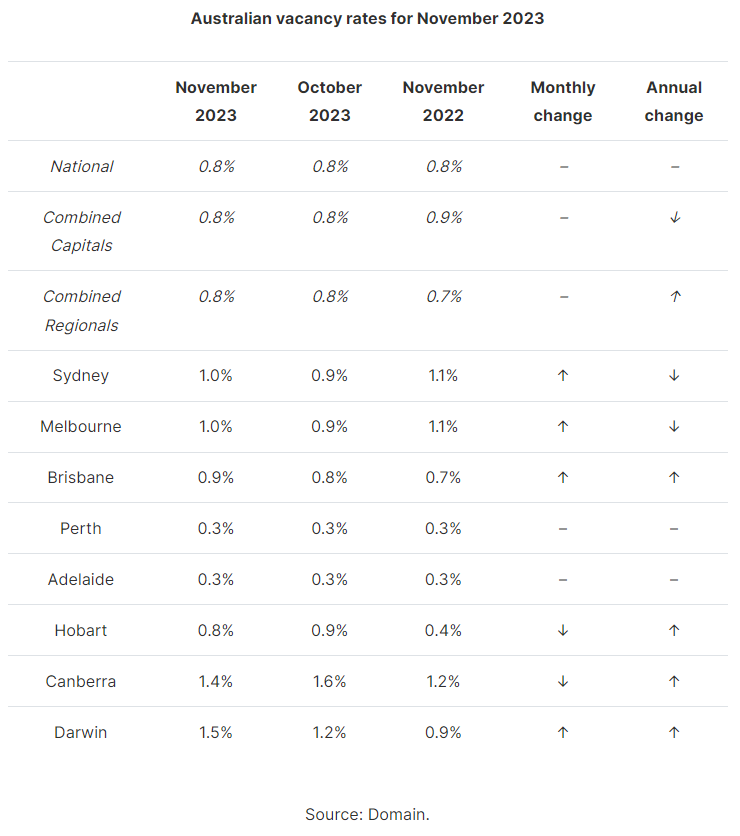 Australian vacancy rates for November 2023
November 2023 October 2023 November 2022 Monthly change Annual change
National 0.8% 0.8% 0.8% – –
Combined Capitals 0.8% 0.8% 0.9% – ↓
Combined Regionals 0.8% 0.8% 0.7% – ↑
Sydney 1.0% 0.9% 1.1% ↑ ↓
Melbourne 1.0% 0.9% 1.1% ↑ ↓
Brisbane 0.9% 0.8% 0.7% ↑ ↑
Perth 0.3% 0.3% 0.3% – –
Adelaide 0.3% 0.3% 0.3% – –
Hobart 0.8% 0.9% 0.4% ↓ ↑
Canberra 1.4% 1.6% 1.2% ↓ ↑
Darwin 1.5% 1.2% 0.9% ↑ ↑
Source: Domain.